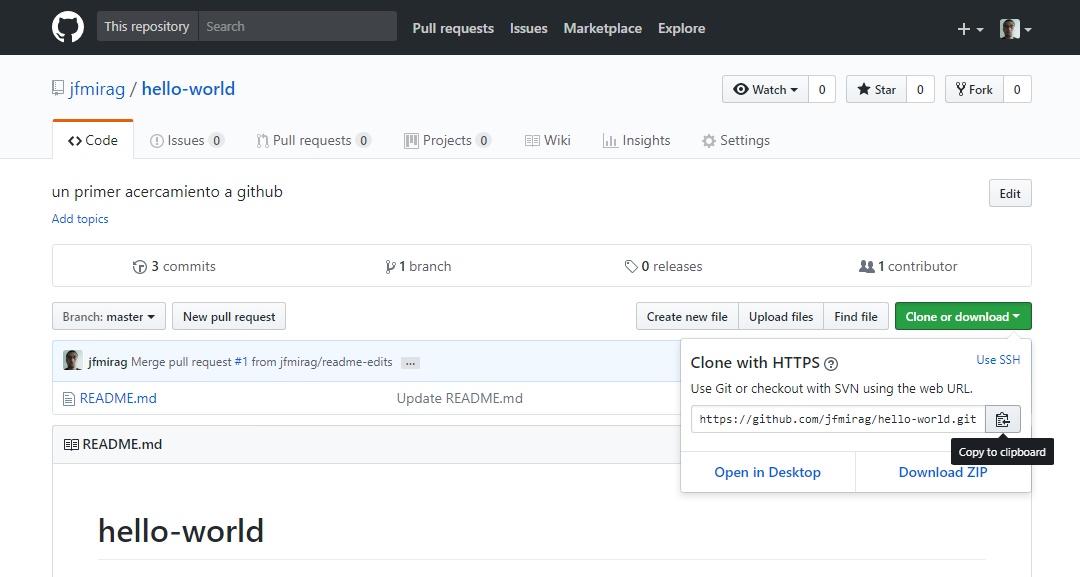 This repository Search Pull requests Issues Marketplace Explore
jfmirag / hello-world Watch 0 Star 0 Fork 0
Code Issues 0 Pull requests 0 Projects 0 Wiki Insights Settings
un primer acercamiento a github Edit
Add topics
3 commits 1 branch 0 releases 1 contributor
Branch: master New pull request Create new file Upload files Find file Clone or download
jfmirag Merge pull request #1 from jfmirag/readme-edits ...
README.md Update README.md
README.md
Clone with HTTPS ? Use SSH
Use Git or checkout with SVN using the web URL.
https://github.com/jfmirag/hello-world.git
Copy to clipboard
Open in Desktop Download ZIP
hello-world